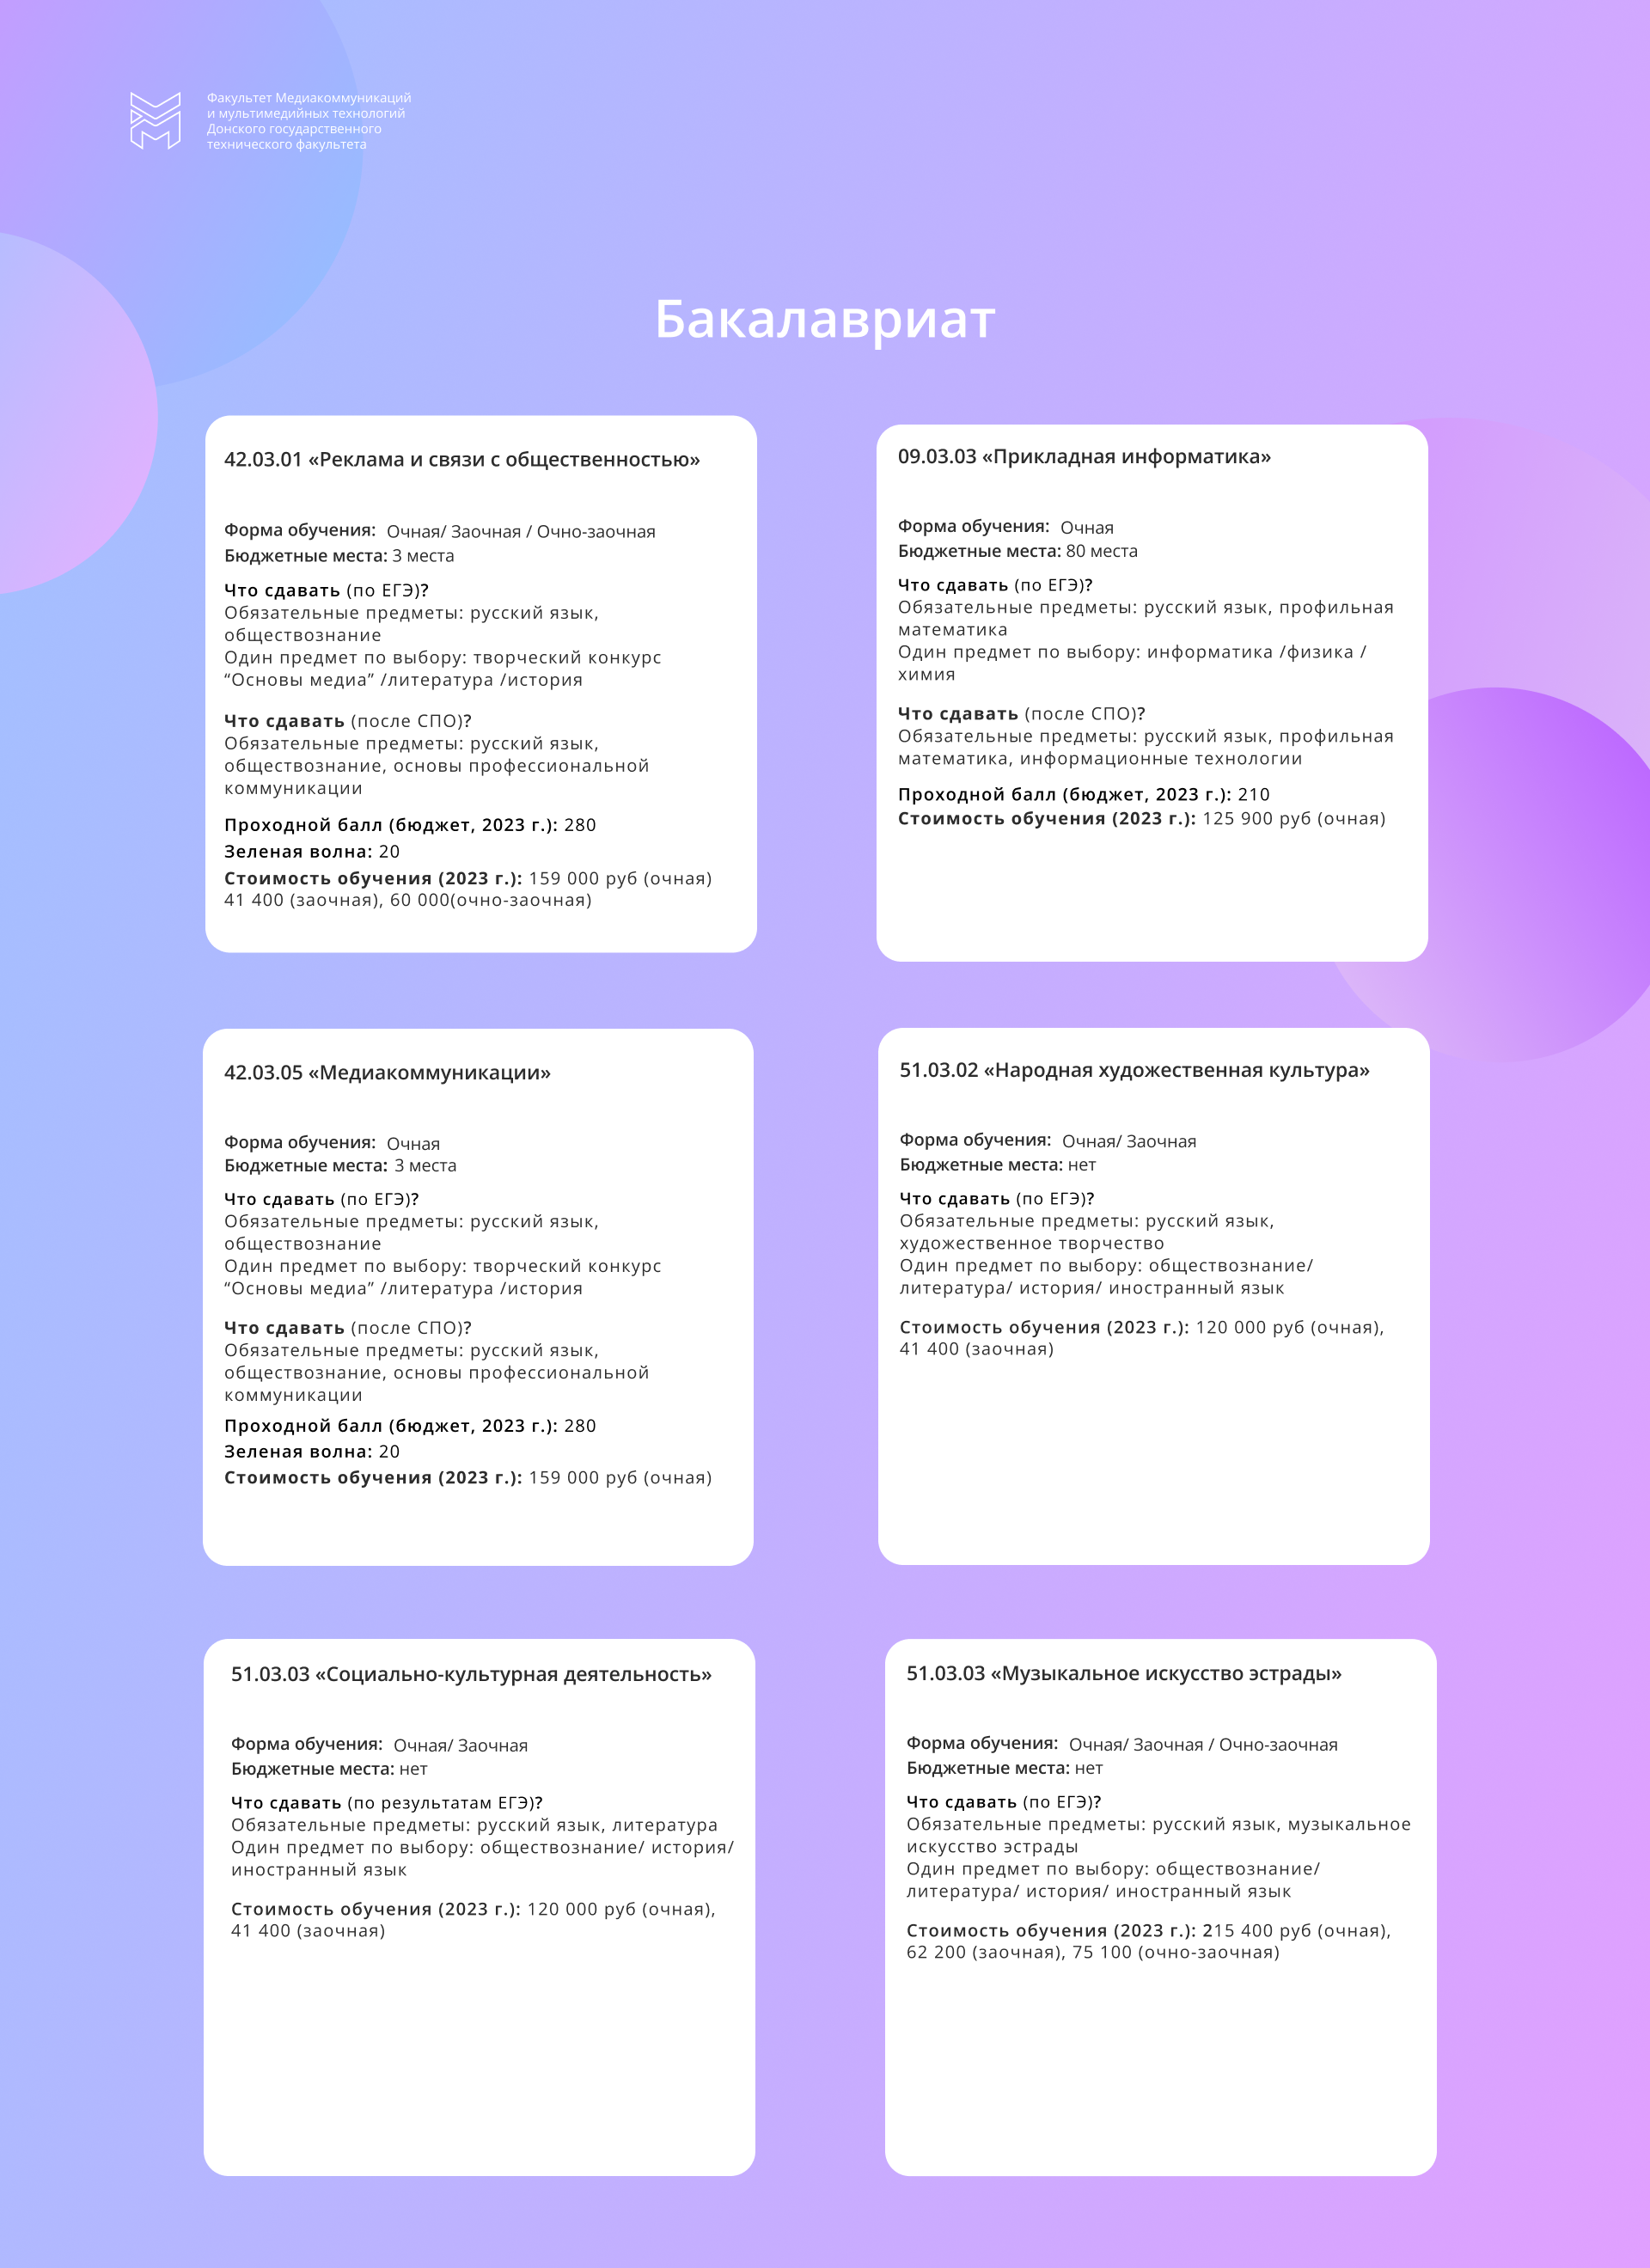 Факультет Медиакоммуникаций
и мультимедийных технологий
Донского государственного
технического факультета
Бакалавриат
42.03.01 «Реклама и связи с общественностью»
Форма обучения: Очная/ Заочная / Очно-заочная
Бюджетные места: 3 места
Что сдавать (по ЕГЭ)?
Обязательные предметы: русский язык,
обществознание
Один предмет по выбору: творческий конкурс
“Основы медиа” /литература /история
Что сдавать (после СПО)?
Обязательные предметы: русский язык,
обществознание, основы профессиональной
коммуникации
Проходной балл (бюджет, 2023 г.): 280
Зеленая волна: 20
Стоимость обучения (2023 г.): 159 000 руб (очная)
41 400 (заочная), 60 000(очно-заочная)
09.03.03 «Прикладная информатика»
Форма обучения: Очная
Бюджетные места: 80 места
Что сдавать (по ЕГЭ)?
Обязательные предметы: русский язык, профильная
математика
Один предмет по выбору: информатика /физика /
химия
Что сдавать (после СПО)?
Обязательные предметы: русский язык, профильная
математика, информационные технологии
Проходной балл (бюджет, 2023 г.): 210
Стоимость обучения (2023 г.): 125 900 руб (очная)
42.03.05 «Медиакоммуникации»
Форма обучения: Очная
Бюджетные места: 3 места
Что сдавать (по ЕГЭ)?
Обязательные предметы: русский язык,
обществознание
Один предмет по выбору: творческий конкурс
“Основы медиа” /литература /история
Что сдавать (после СПО)?
Обязательные предметы: русский язык,
обществознание, основы профессиональной
коммуникации
Проходной балл (бюджет, 2023 г.): 280
Зеленая волна: 20
Стоимость обучения (2023 г.): 159 000 руб (очная)
51.03.02 «Народная художественная культура»
Форма обучения: Очная/ Заочная
Бюджетные места: нет
Что сдавать (по ЕГЭ)?
Обязательные предметы: русский язык,
художественное творчество
Один предмет по выбору: обществознание/
литература/ история/ иностранный язык
Стоимость обучения (2023 г.): 120 000 руб (очная),
41 400 (заочная)
51.03.03 «Социально-культурная деятельность»
Форма обучения: Очная/ Заочная
Бюджетные места: нет
Что сдавать (по результатам ЕГЭ)?
Обязательные предметы: русский язык, литература
Один предмет по выбору: обществознание/ история/
иностранный язык
Стоимость обучения (2023 г.): 120 000 руб (очная),
41 400 (заочная)
51.03.03 «Музыкальное искусство эстрады»
Форма обучения: Очная/ Заочная / Очно-заочная
Бюджетные места: нет
Что сдавать (по ЕГЭ)?
Обязательные предметы: русский язык, музыкальное
искусство эстрады
Один предмет по выбору: обществознание/
литература/ история/ иностранный язык
Стоимость обучения (2023 г.): 215 400 руб (очная),
62 200 (заочная), 75 100 (очно-заочная)